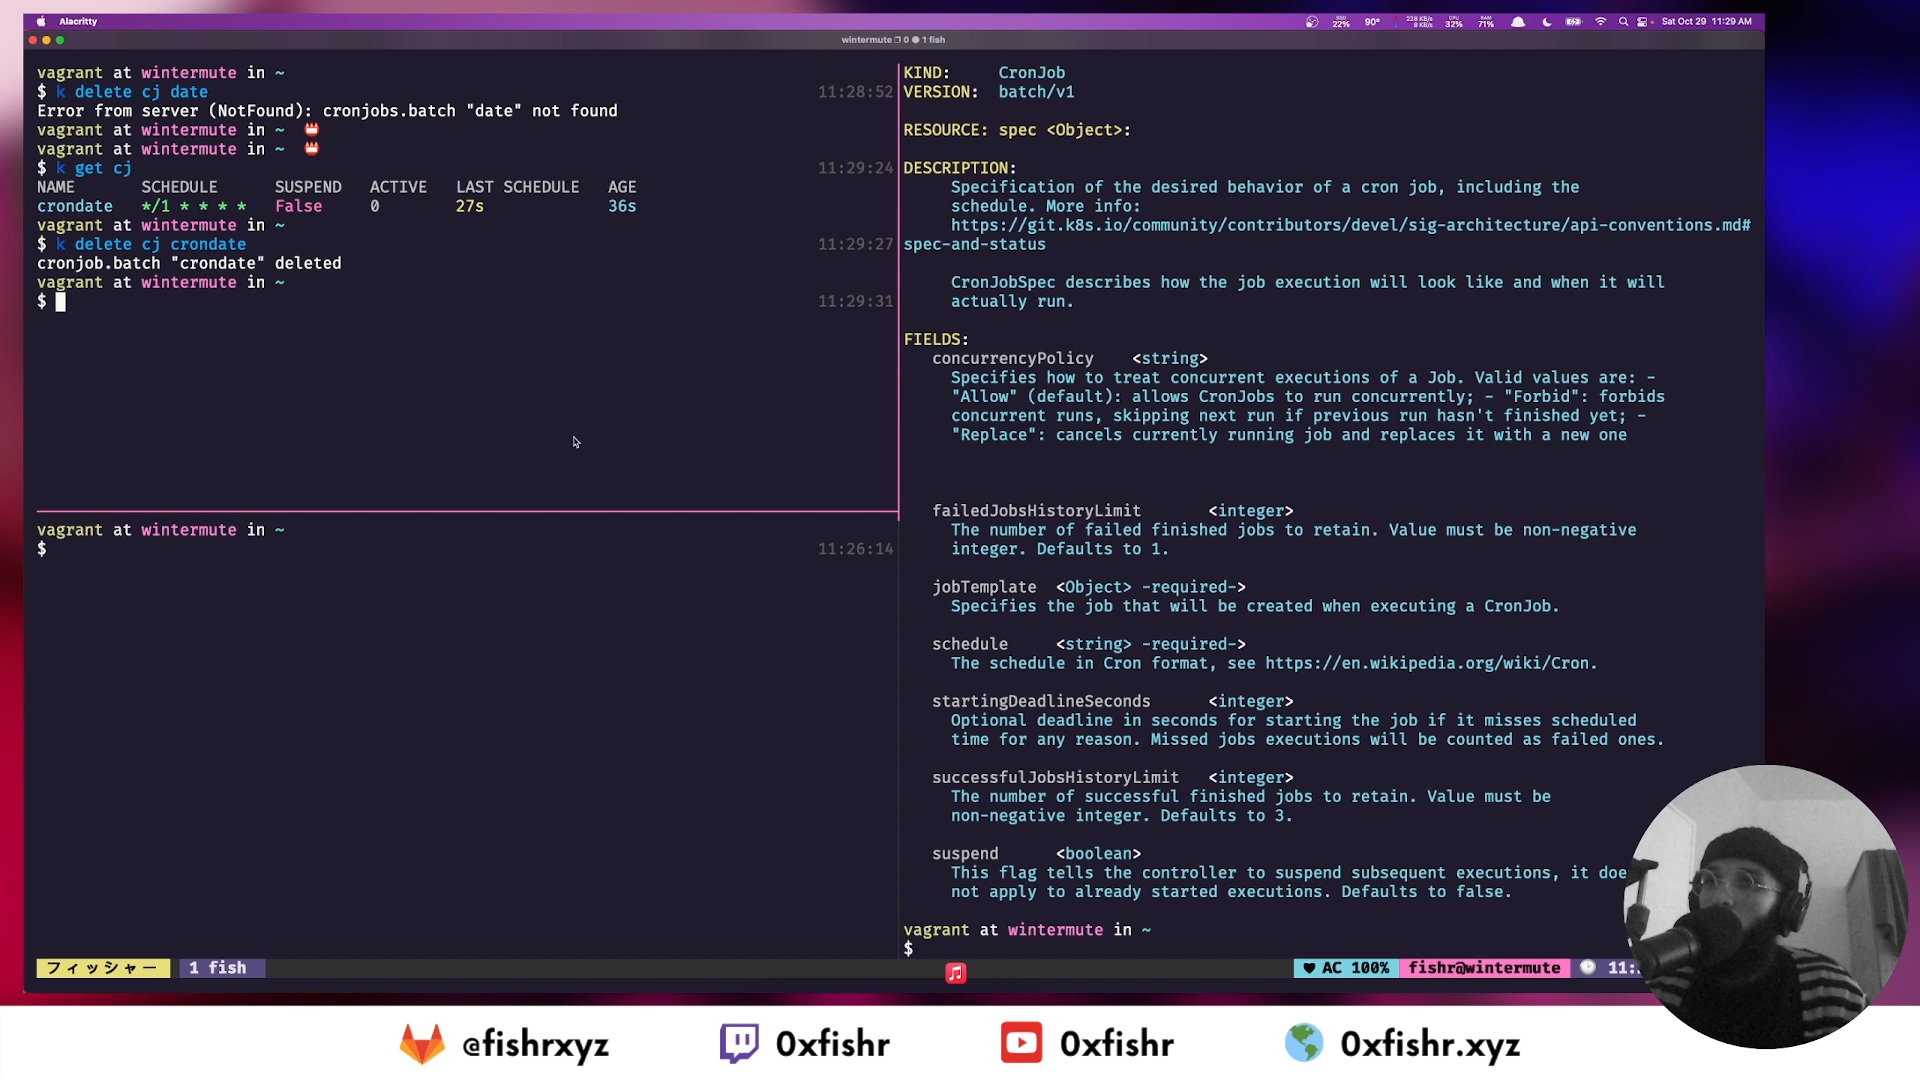 Alacritty
SSD 22% 90° 228 KB/s 8 KB/s CPU 32% RAM 71% Sat Oct 29 11:29 AM
wintermute 0 1 fish
vagrant at wintermute in ~
$ k delete cj date 11:28:52
Error from server (NotFound): cronjobs.batch "date" not found
vagrant at wintermute in ~
vagrant at wintermute in ~
$ k get cj 11:29:24
NAME SCHEDULE SUSPEND ACTIVE LAST SCHEDULE AGE
crondate */1 * * * * False 0 27s 36s
vagrant at wintermute in ~
$ k delete cj crondate 11:29:27
cronjob.batch "crondate" deleted
vagrant at wintermute in ~
$ 11:29:31
vagrant at wintermute in ~
$ 11:26:14
KIND: CronJob
VERSION: batch/v1
RESOURCE: spec <Object>:
DESCRIPTION:
Specification of the desired behavior of a cron job, including the
schedule. More info:
https://git.k8s.io/community/contributors/devel/sig-architecture/api-conventions.md#
spec-and-status
CronJobSpec describes how the job execution will look like and when it will
actually run.
FIELDS:
concurrencyPolicy <string>
Specifies how to treat concurrent executions of a Job. Valid values are: -
"Allow" (default): allows CronJobs to run concurrently; - "Forbid": forbids
concurrent runs, skipping next run if previous run hasn't finished yet; -
"Replace": cancels currently running job and replaces it with a new one
failedJobsHistoryLimit <integer>
The number of failed finished jobs to retain. Value must be non-negative
integer. Defaults to 1.
jobTemplate <Object> -required->
Specifies the job that will be created when executing a CronJob.
schedule <string> -required->
The schedule in Cron format, see https://en.wikipedia.org/wiki/Cron.
startingDeadlineSeconds <integer>
Optional deadline in seconds for starting the job if it misses scheduled
time for any reason. Missed jobs executions will be counted as failed ones.
successfulJobsHistoryLimit <integer>
The number of successful finished jobs to retain. Value must be
non-negative integer. Defaults to 3.
suspend <boolean>
This flag tells the controller to suspend subsequent executions, it doe
not apply to already started executions. Defaults to false.
vagrant at wintermute in ~
$
フィッシャー 1 fish ♥ AC 100% fishr@wintermute 11:
@fishrxyz 0xfishr 0xfishr 0xfishr.xyz